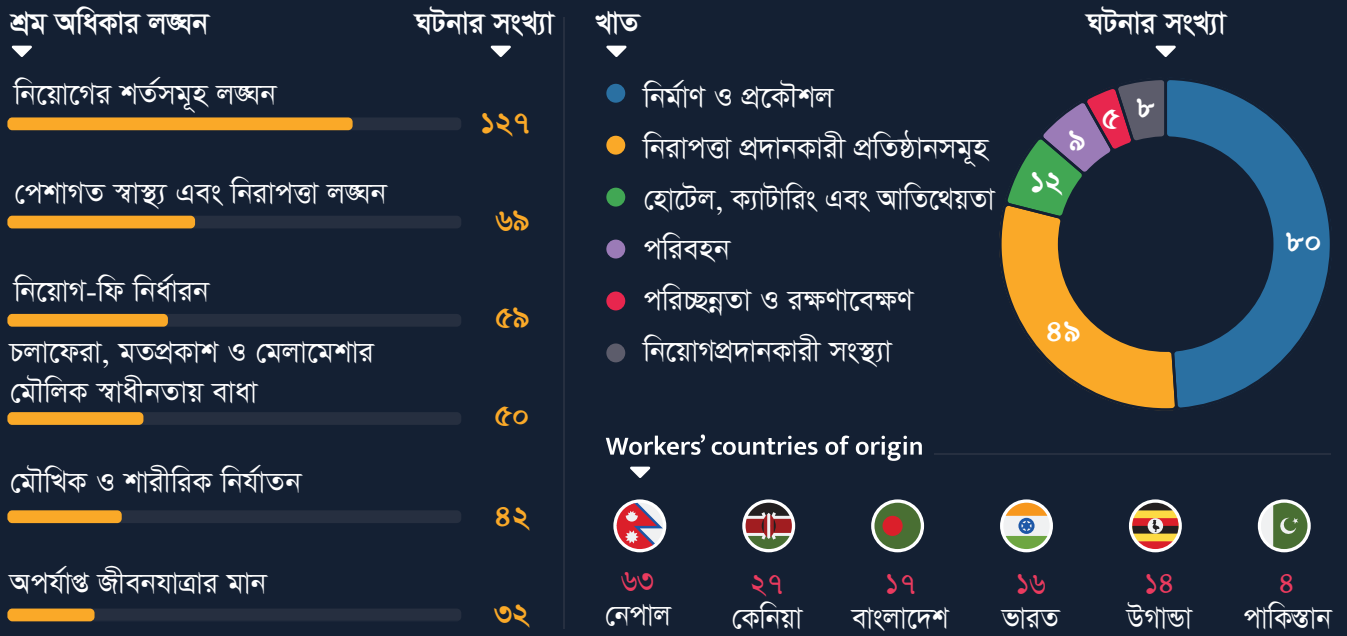 শ্রম অধিকার লঙ্ঘন
ঘটনার সংখ্যা
নিয়োগের শর্তসমূহ লঙ্ঘন
১২৭
পেশাগত স্বাস্থ্য এবং নিরাপত্তা লঙ্ঘন
৬৯
নিয়োগ-ফি নির্ধারন
৫৯
চলাফেরা, মতপ্রকাশ ও মেলামেশার
মৌলিক স্বাধীনতায় বাধা
৫০
মৌখিক ও শারীরিক নির্যাতন
৪২
অপর্যাপ্ত জীবনযাত্রার মান
৩২
খাত
ঘটনার সংখ্যা
নির্মাণ ও প্রকৌশল
নিরাপত্তা প্রদানকারী প্রতিষ্ঠানসমূহ
হোটেল, ক্যাটারিং এবং আতিথেয়তা
পরিবহন
পরিচ্ছন্নতা ও রক্ষণাবেক্ষণ
নিয়োগপ্রদানকারী সংস্থ্যা
৮০
৪৯
১২
৯
৫
৮
Workers’ countries of origin
৬৩
নেপাল
২৭
কেনিয়া
১৭
বাংলাদেশ
১৬
ভারত
১৪
উগান্ডা
৪
পাকিস্তান